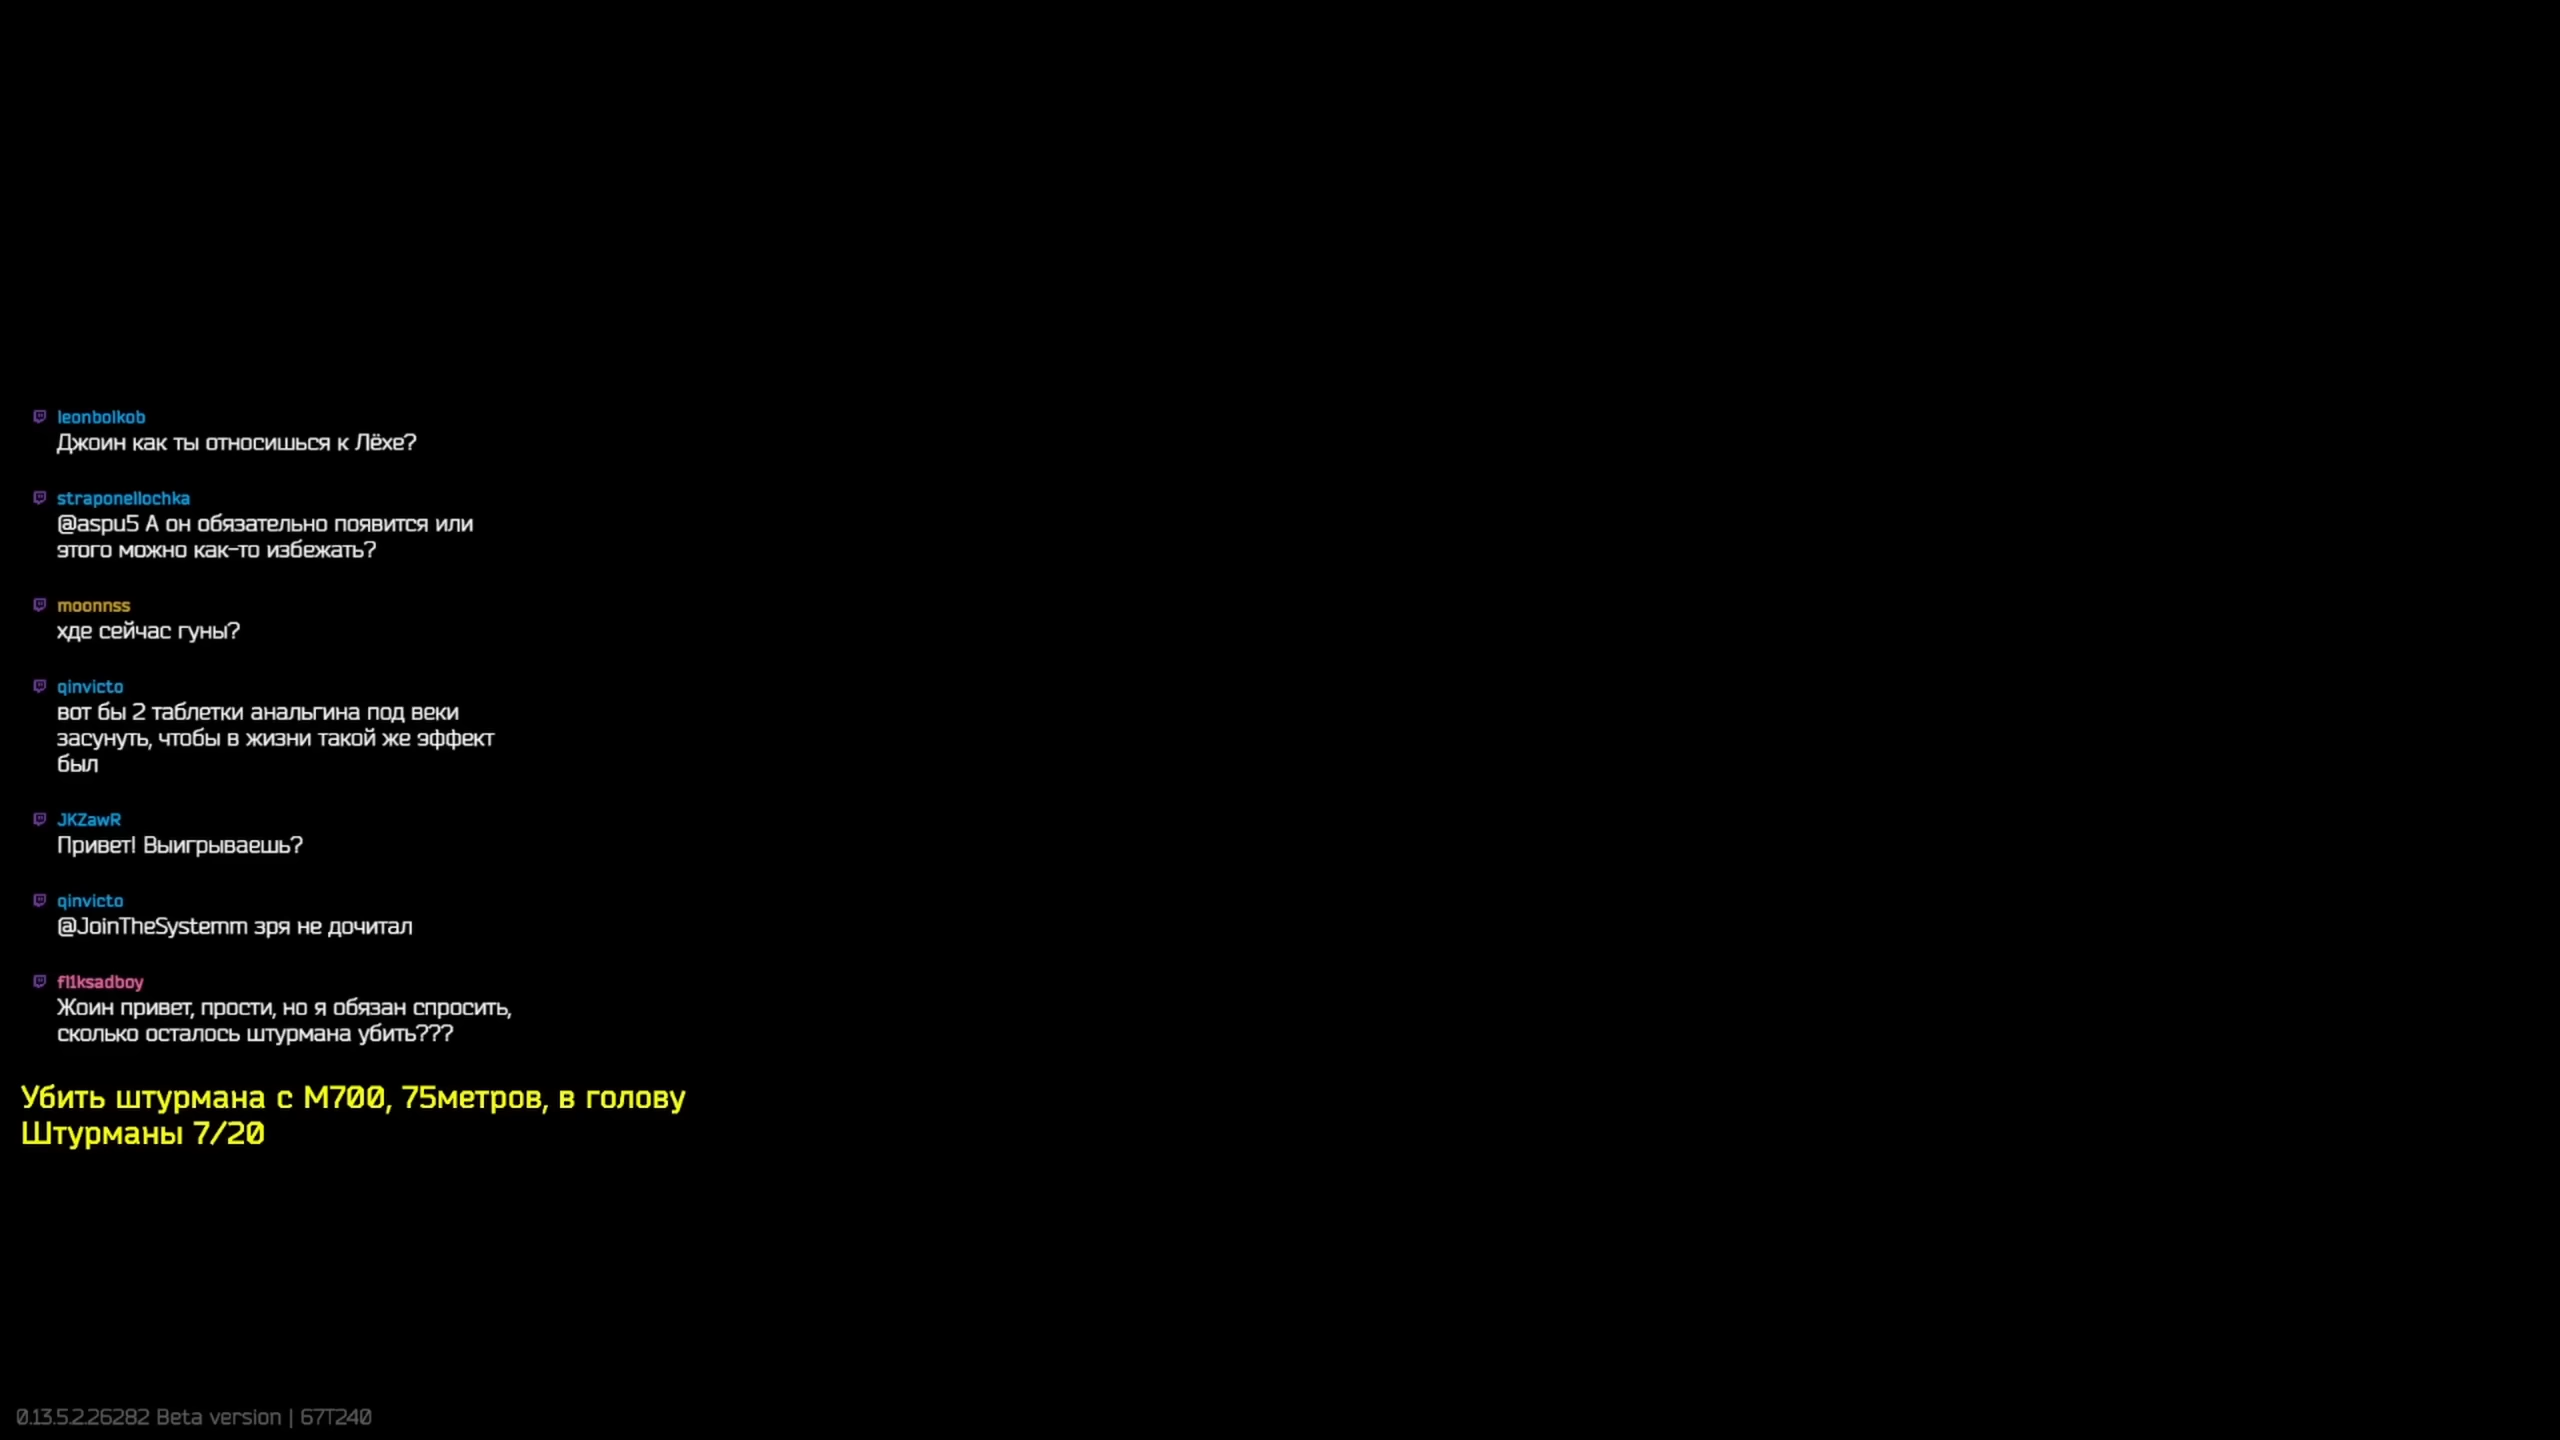 leonbolkob
Джоин как ты относишься к Лёхе?
straponellochka
@aspu5 А он обязательно появится или
этого можно как-то избежать?
moonnss
хде сейчас гуны?
qinvicto
вот бы 2 таблетки анальгина под веки
засунуть, чтобы в жизни такой же эффект
был
JKZawR
Привет! Выигрываешь?
qinvicto
@JoinTheSystemm зря не дочитал
fl1ksadboy
Жоин привет, прости, но я обязан спросить,
сколько осталось штурмана убить???
Убить штурмана с М700, 75метров, в голову
Штурманы 7/20
0.13.5.2.26282 Beta version | 67T240